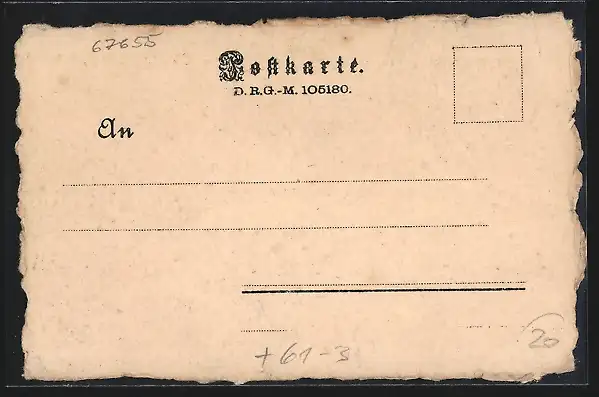 67655
Postkarte.
D.R.G.-M. 105180.
An
20
+ 61-3